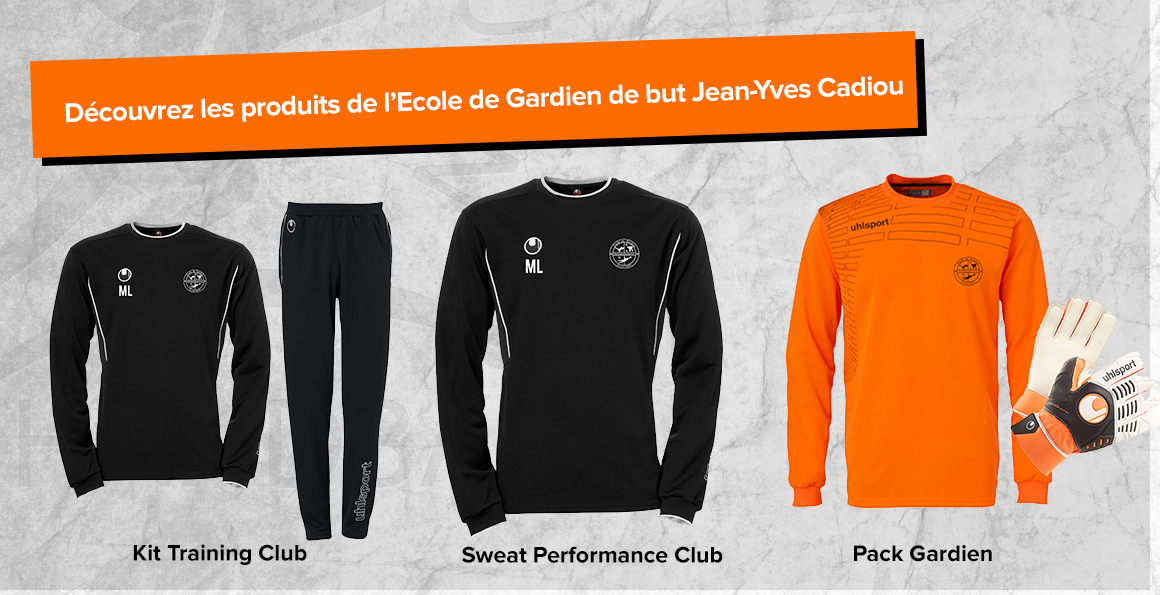 Découvrez les produits de l'Ecole de Gardien de but Jean-Yves Cadiou
ML
uhlsport
ML
uhlsport
uhlsport
Kit Training Club
Sweat Performance Club
Pack Gardien